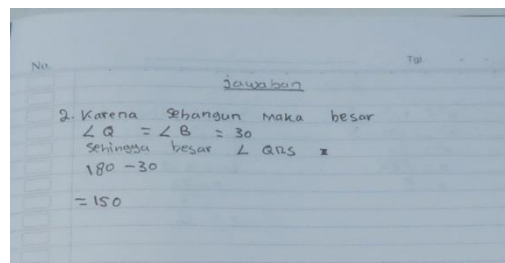 No.
Tgl.
jawaban
2. Karena sebangun maka besar
∠Q = ∠B = 30
sehingga besar ∠ QRS =
180 - 30
= 150